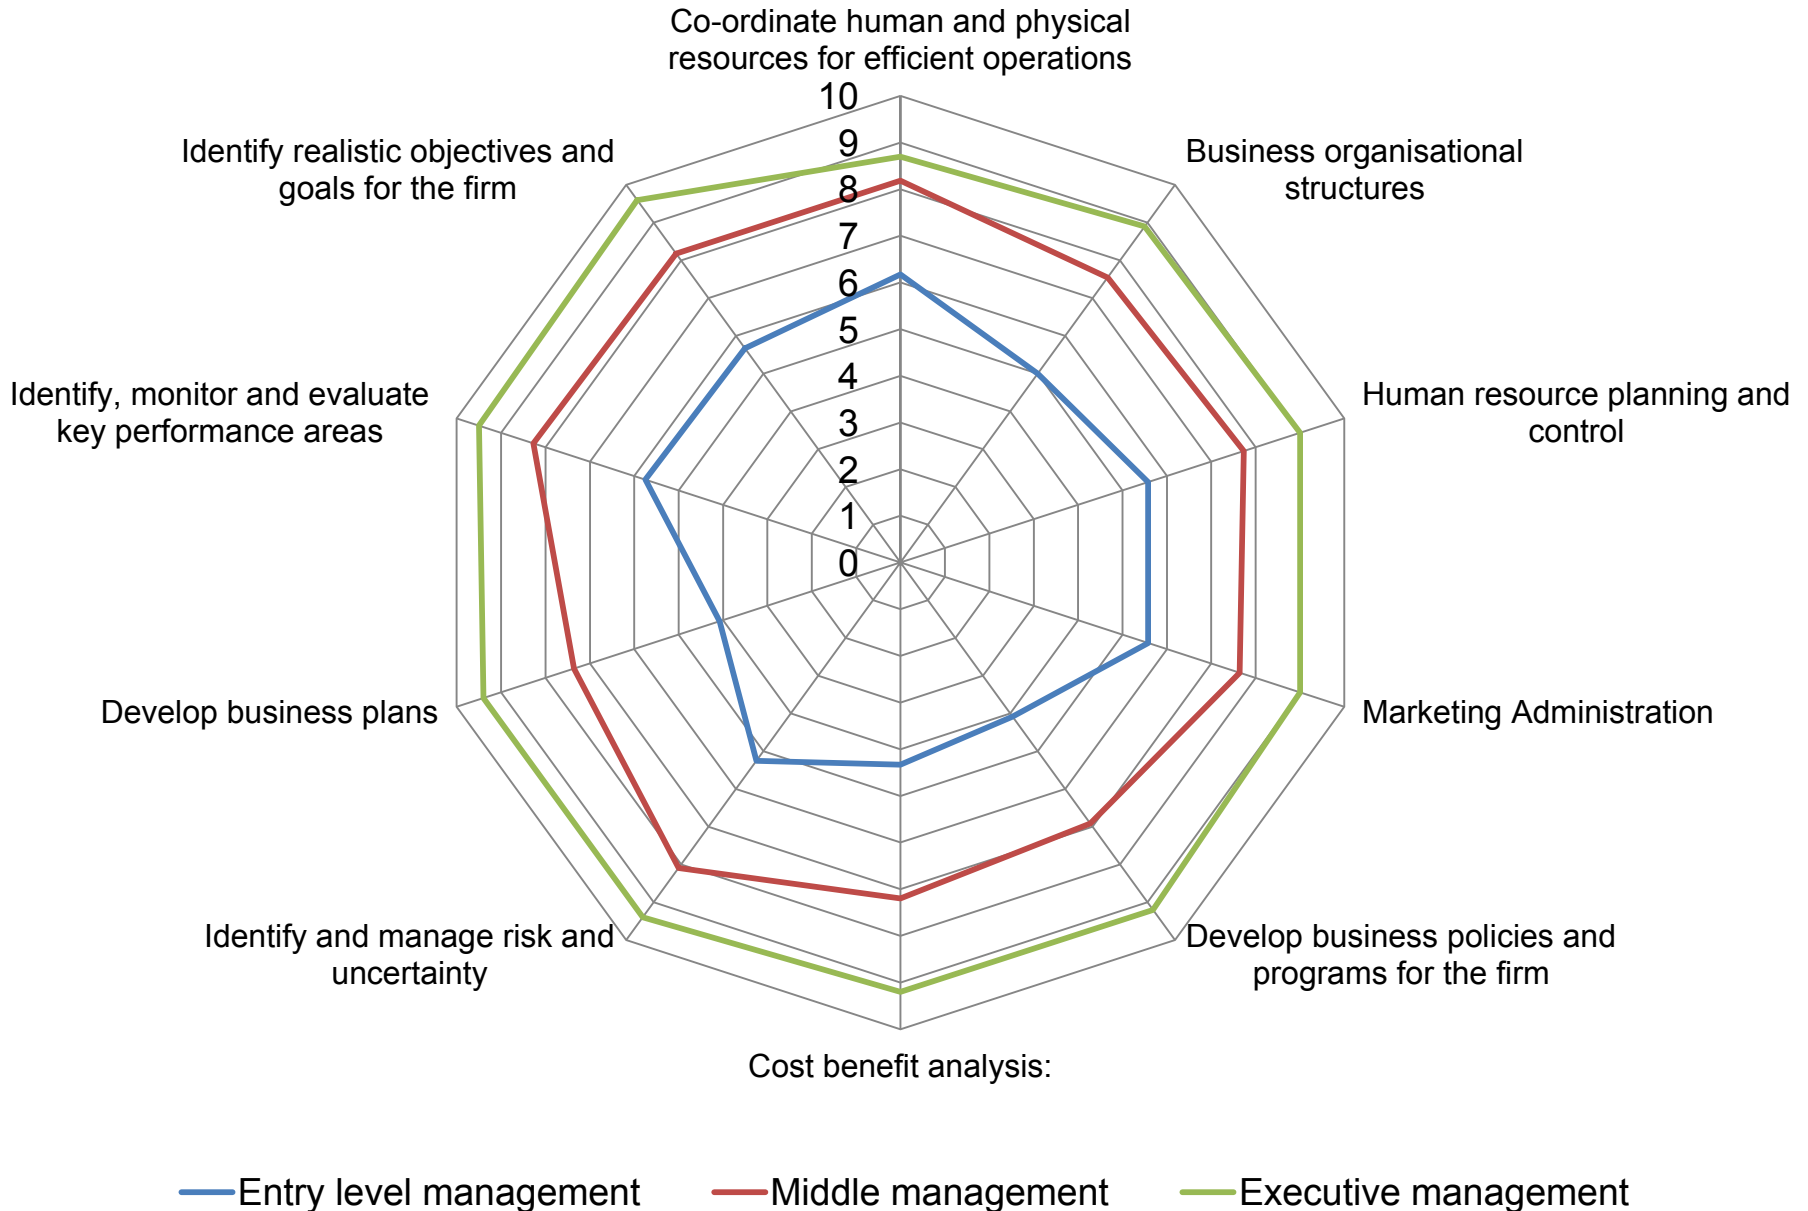 Co-ordinate human and physical
resources for efficient operations
Business organisational
structures
Human resource planning and
control
Marketing Administration
Develop business policies and
programs for the firm
Cost benefit analysis:
Identify and manage risk and
uncertainty
Develop business plans
Identify, monitor and evaluate
key performance areas
Identify realistic objectives and
goals for the firm
10
9
8
7
6
5
4
3
2
1
0
Entry level management
Middle management
Executive management